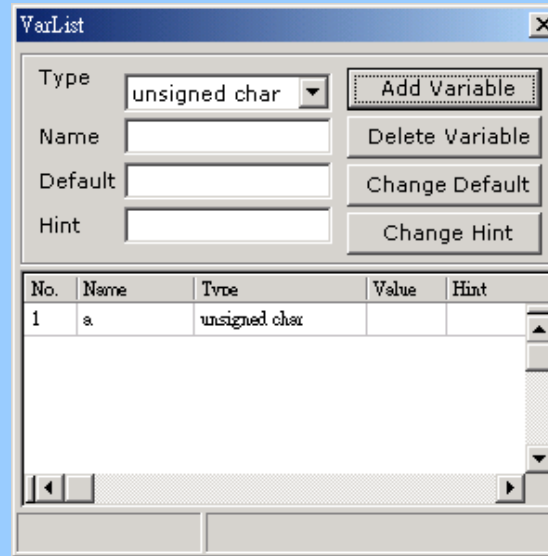 VarList
Type
unsigned char
Add Variable
Name
Delete Variable
Default
Change Default
Hint
Change Hint
No. Name Type Value Hint
1 a unsigned char